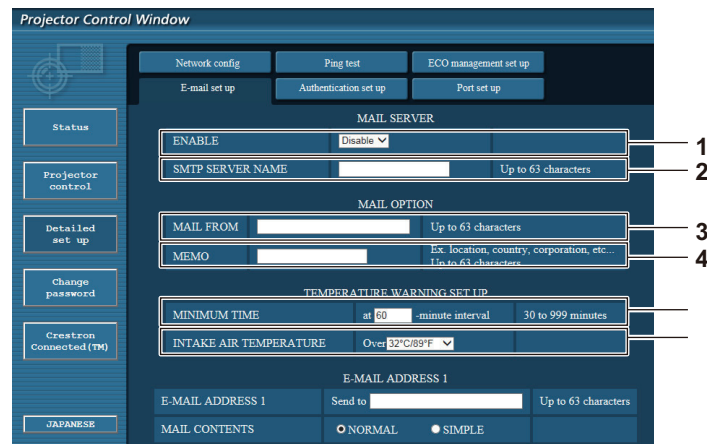 Projector Control Window
Network config
Ping test
ECO management set up
E-mail set up
Authentication set up
Port set up
Status
Projector
control
Detailed
set up
Change
password
Crestron
Connected(TM)
JAPANESE
MAIL SERVER
ENABLE
Disable
1
SMTP SERVER NAME
Up to 63 characters
2
MAIL OPTION
MAIL FROM
Up to 63 characters
3
MEMO
Ex. location, country, corporation, etc...
Up to 63 characters
4
TEMPERATURE WARNING SET UP
MINIMUM TIME
at 60 -minute interval
30 to 999 minutes
INTAKE AIR TEMPERATURE
Over 32°C/89°F
E-MAIL ADDRESS 1
E-MAIL ADDRESS 1
Send to
Up to 63 characters
MAIL CONTENTS
NORMAL
SIMPLE